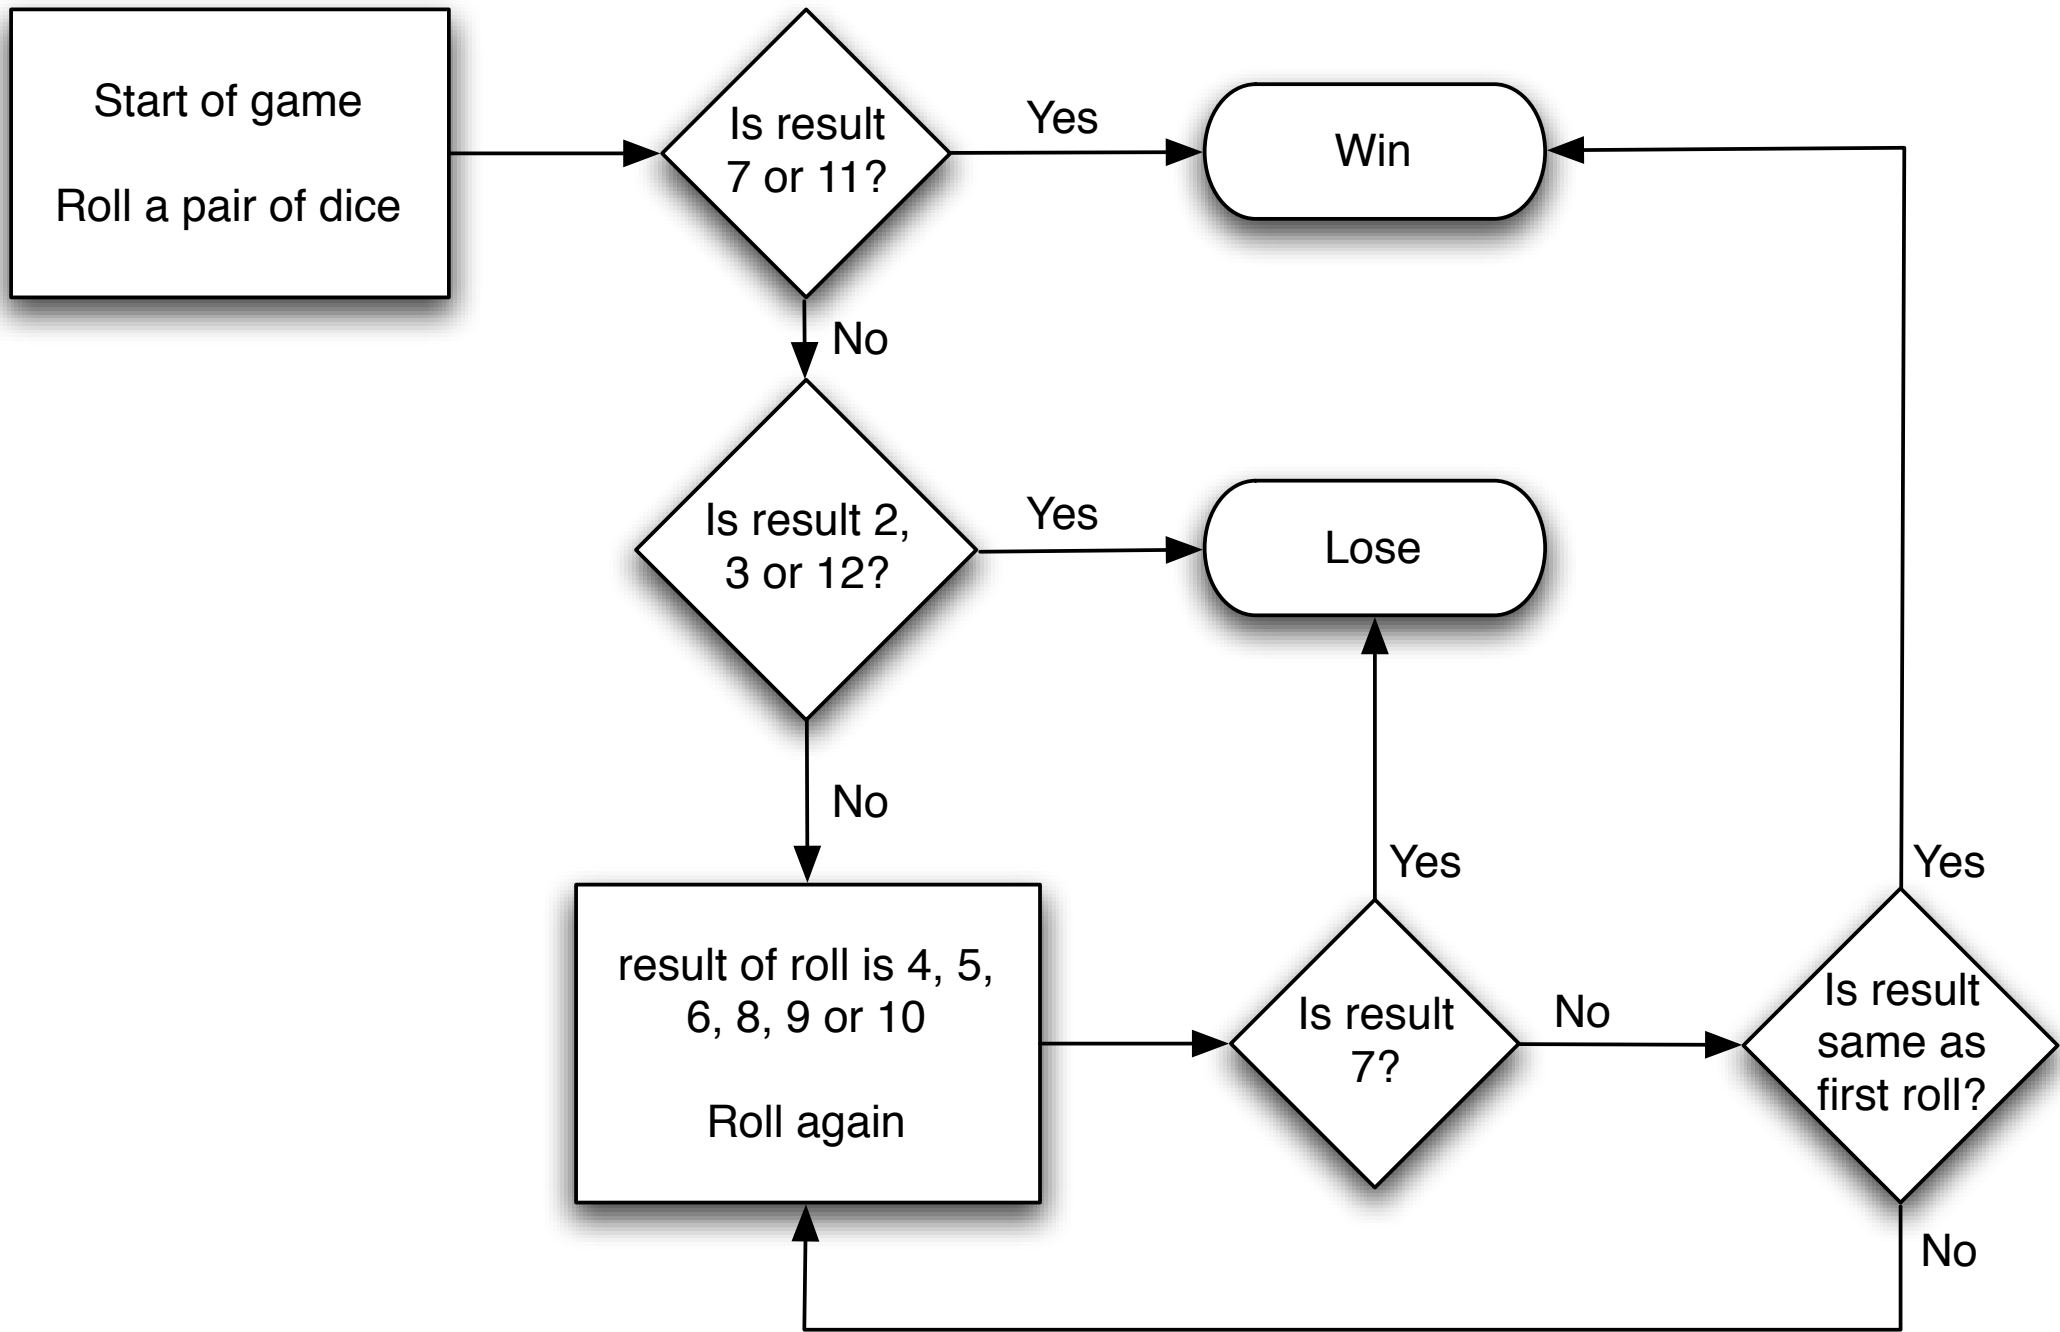 Start of game
Roll a pair of dice
Is result
7 or 11?
Yes
Win
No
Is result 2,
3 or 12?
Yes
Lose
No
result of roll is 4, 5,
6, 8, 9 or 10
Roll again
Is result
7?
Yes
No
Is result
same as
first roll?
Yes
No